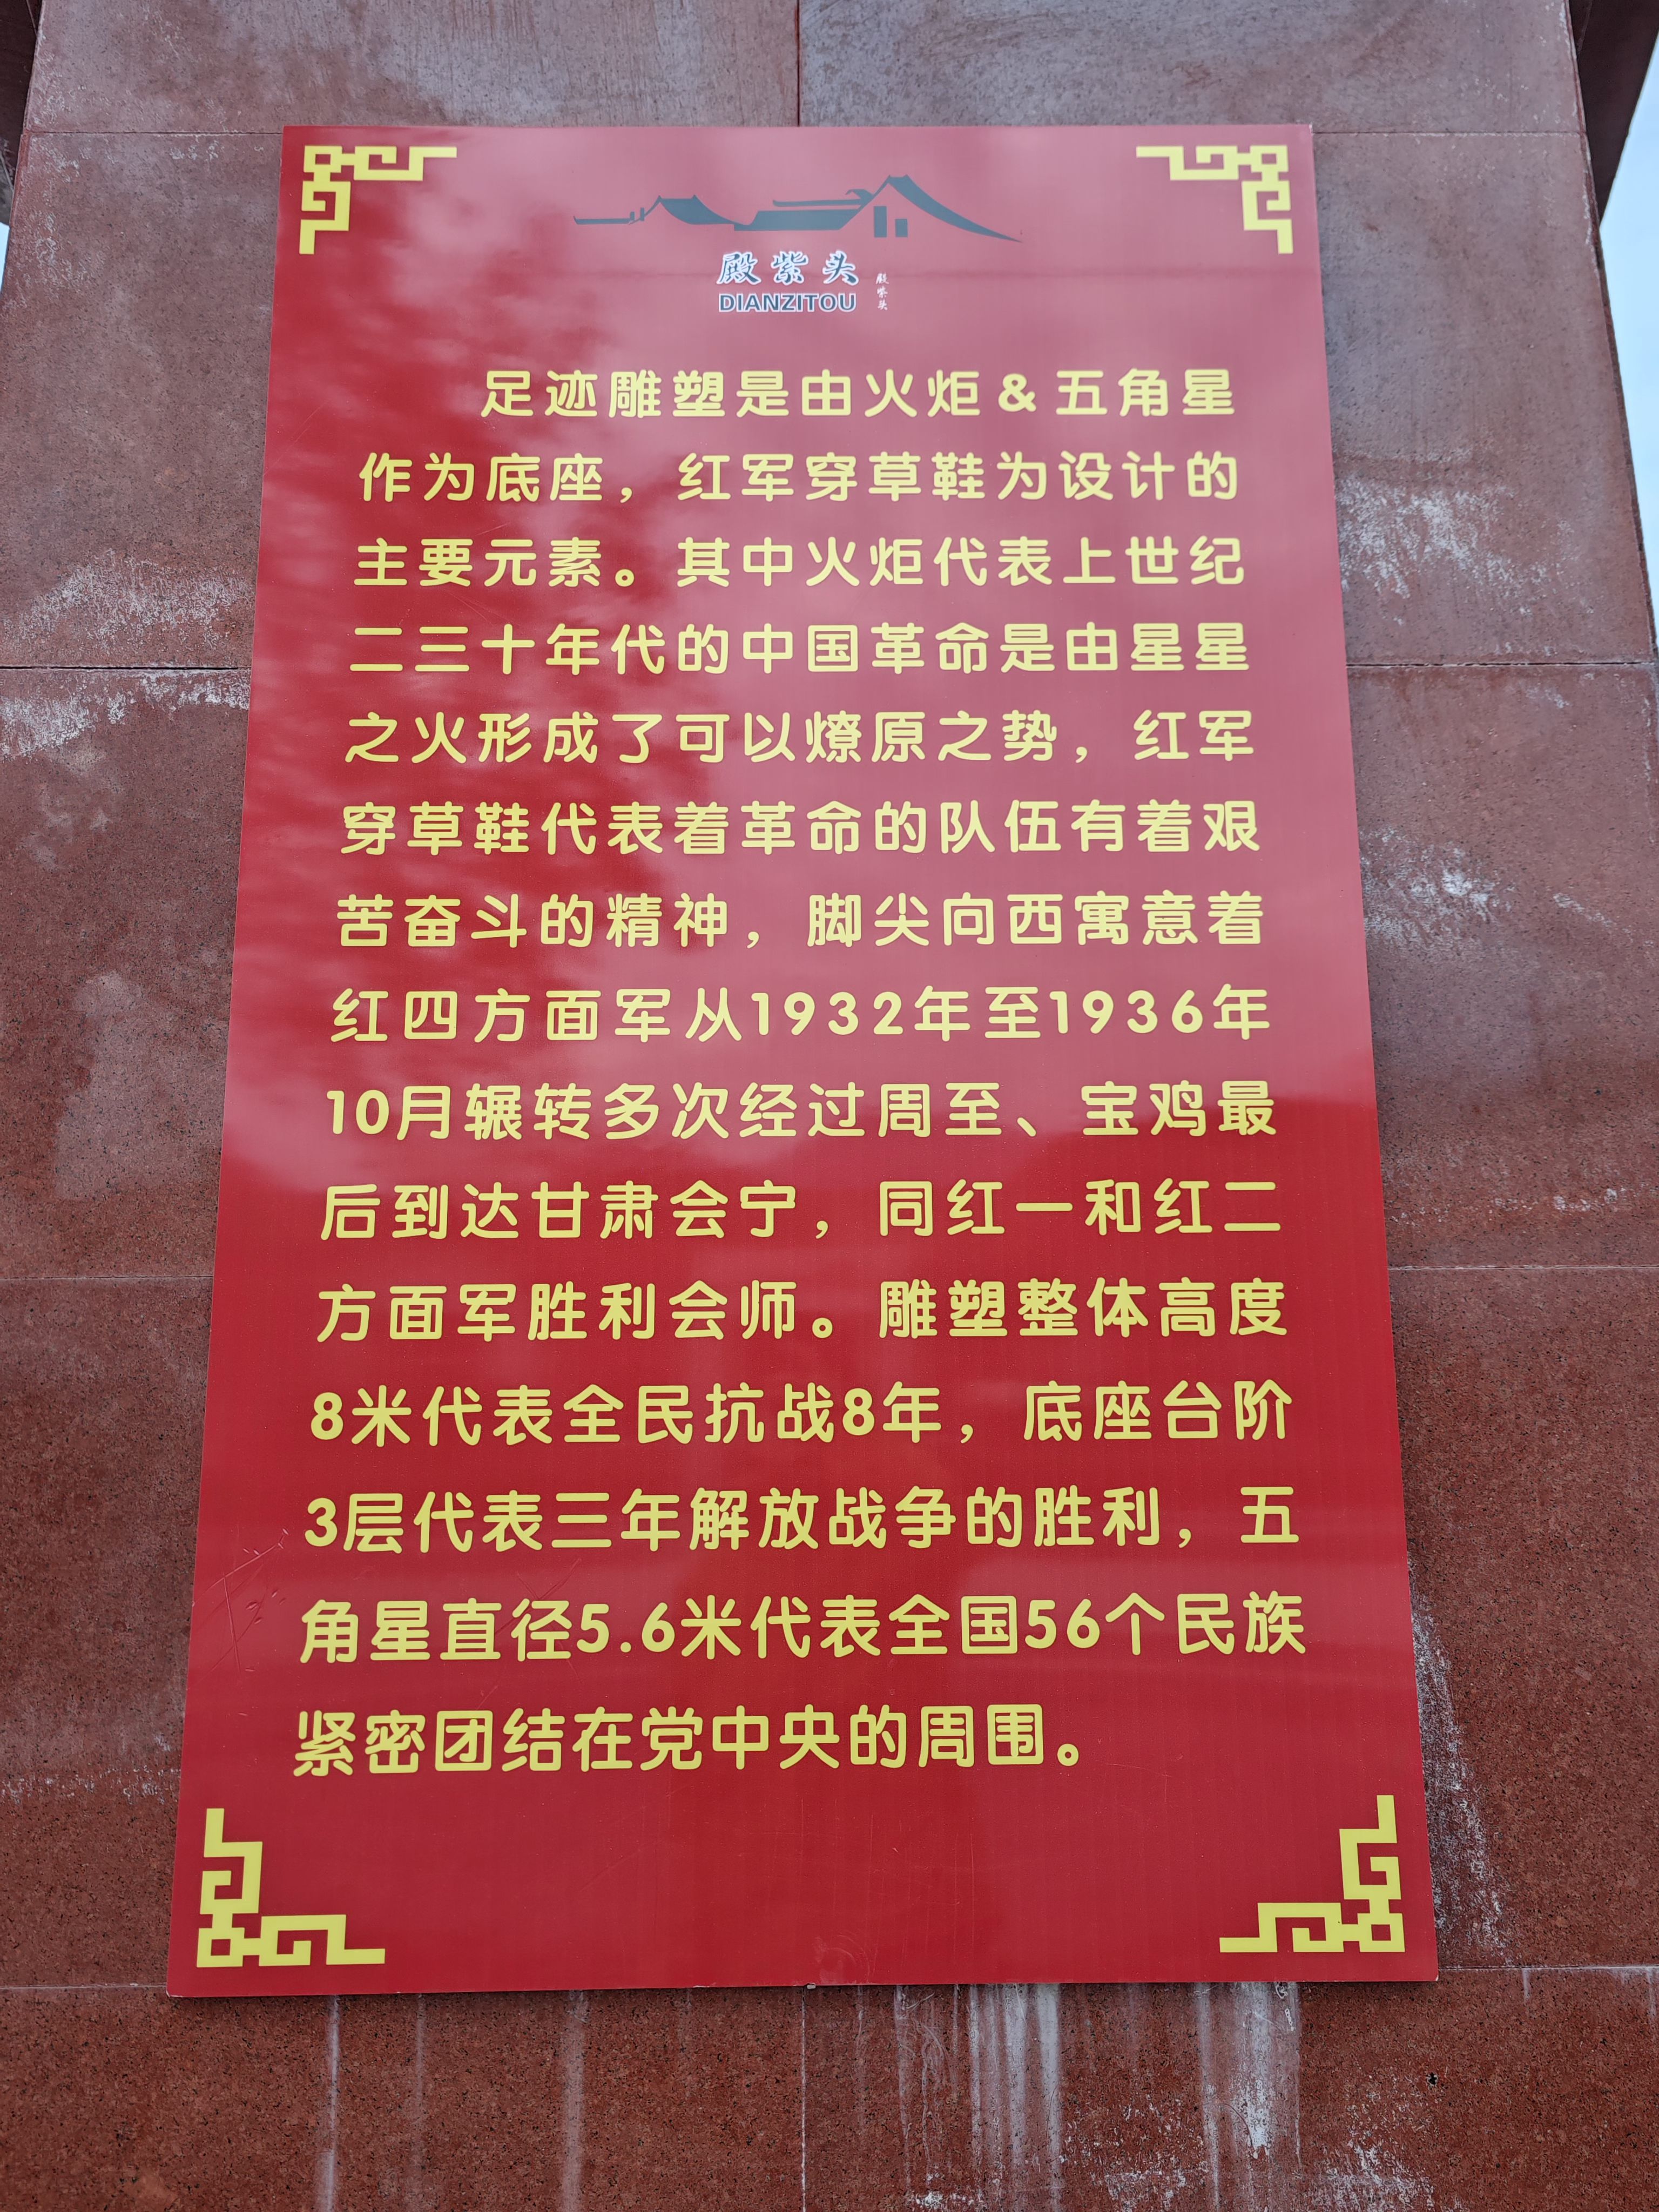 殿紫头
DIANZITOU
殿紫头
足迹雕塑是由火炬&五角星
作为底座，红军穿草鞋为设计的
主要元素。其中火炬代表上世纪
二三十年代的中国革命是由星星
之火形成了可以燎原之势，红军
穿草鞋代表着革命的队伍有着艰
苦奋斗的精神，脚尖向西寓意着
红四方面军从1932年至1936年
10月辗转多次经过周至、宝鸡最
后到达甘肃会宁，同红一和红二
方面军胜利会师。雕塑整体高度
8米代表全民抗战8年，底座台阶
3层代表三年解放战争的胜利，五
角星直径5.6米代表全国56个民族
紧密团结在党中央的周围。